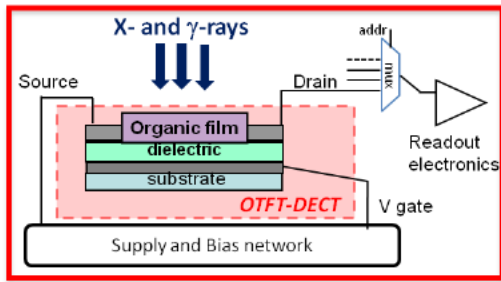 X- and γ-rays
addr
Source
Drain
mux
Organic film
dielectric
substrate
Readout
electronics
OTFT-DECT
V gate
Supply and Bias network